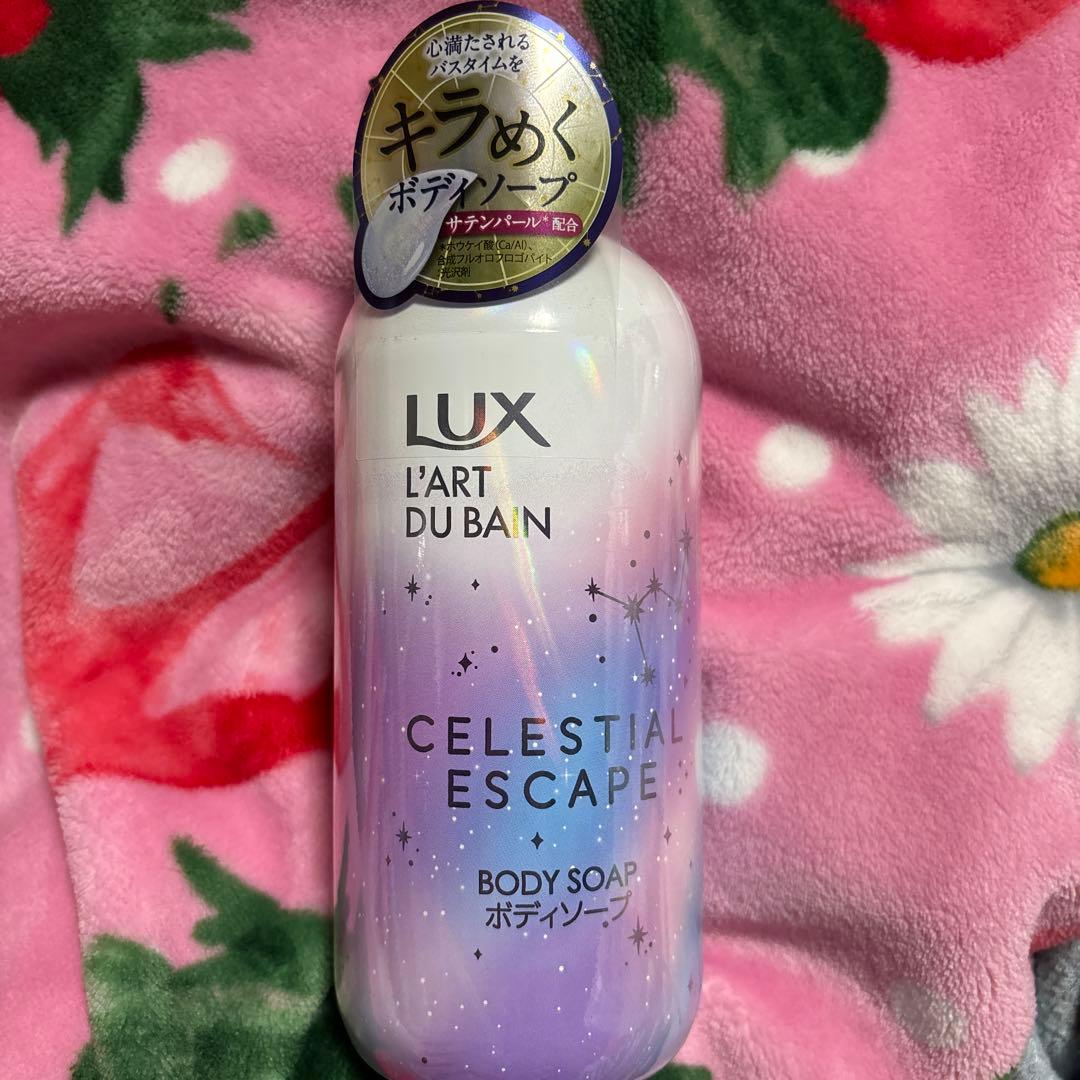 心満たされる
バスタイムを
キラめく
ボディソープ
サテンパール* 配合
*ホウケイ酸(Ca/Al)、
合成フルオロフロゴパイト
:光沢剤
LUX
L'ART
DU BAIN
CELESTIAL
ESCAPE
BODY SOAP
ボディソープ